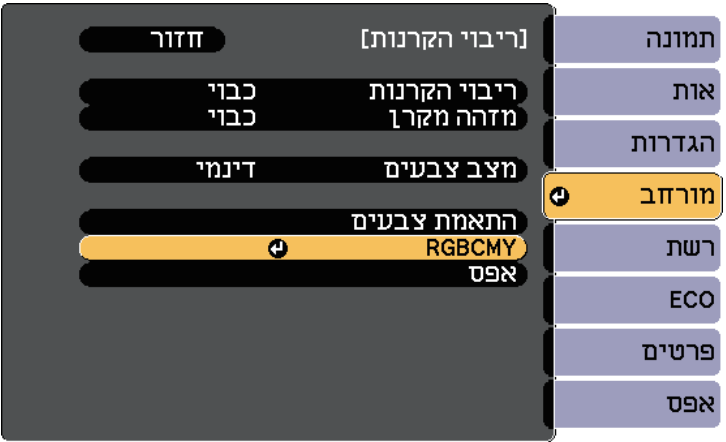 תמונה
אות
הגדרות
מורחב
רשת
ECO
פרטים
אפס
[ריבוי הקרנות] חזור
ריבוי הקרנות כבוי
מזהה מקרן כבוי
מצב צבעים דינמי
התאמת צבעים
RGBCMY
אפס